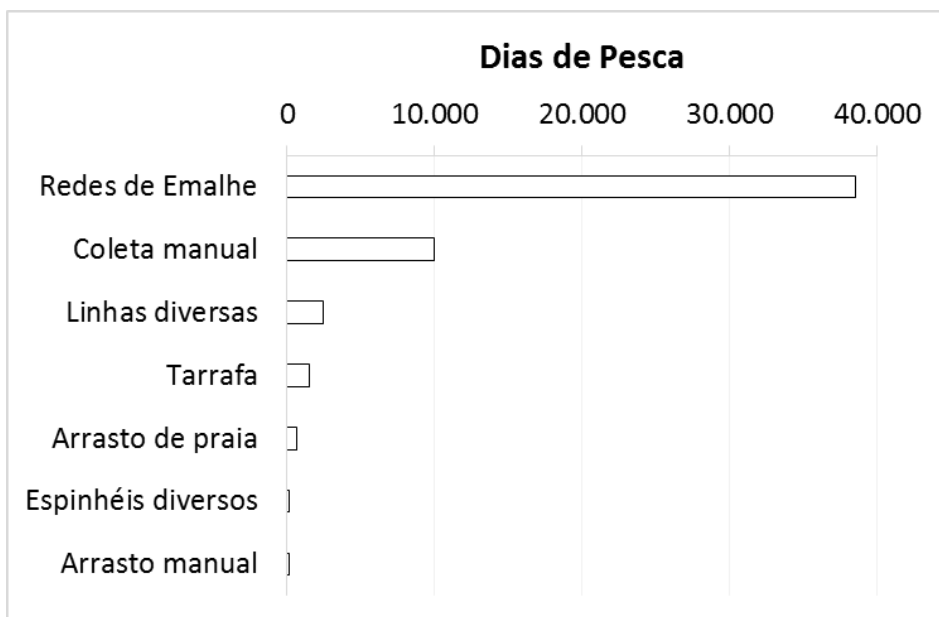 Dias de Pesca
0 10.000 20.000 30.000 40.000
Redes de Emalhe
Coleta manual
Linhas diversas
Tarrafa
Arrasto de praia
Espinhéis diversos
Arrasto manual